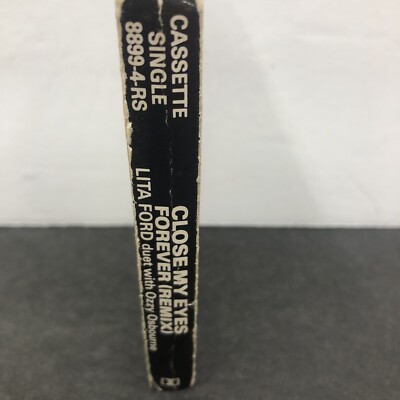 CASSETTE
SINGLE
8899-4-RS
CLOSE MY EYES
FOREVER (REMIX)
LITA FORD duet with Ozzy Osbourne